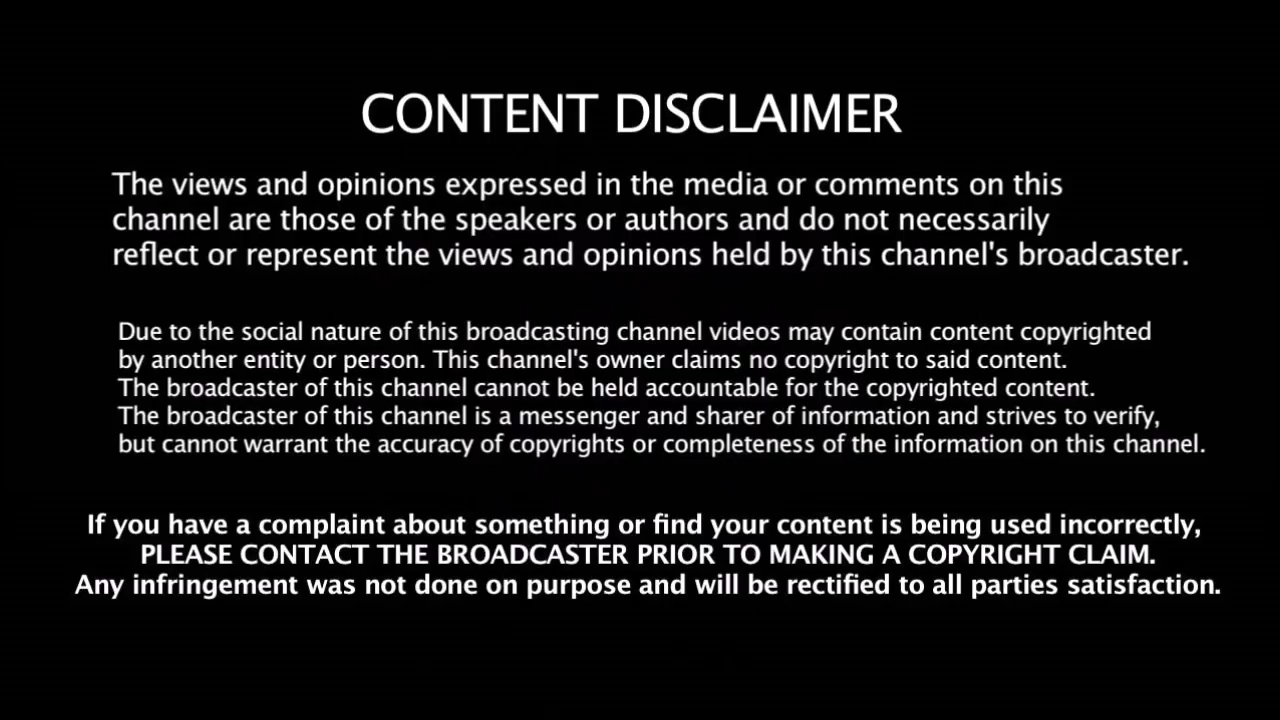 CONTENT DISCLAIMER
The views and opinions expressed in the media or comments on this
channel are those of the speakers or authors and do not necessarily
reflect or represent the views and opinions held by this channel's broadcaster.
Due to the social nature of this broadcasting channel videos may contain content copyrighted
by another entity or person. This channel's owner claims no copyright to said content.
The broadcaster of this channel cannot be held accountable for the copyrighted content.
The broadcaster of this channel is a messenger and sharer of information and strives to verify,
but cannot warrant the accuracy of copyrights or completeness of the information on this channel.
If you have a complaint about something or find your content is being used incorrectly,
PLEASE CONTACT THE BROADCASTER PRIOR TO MAKING A COPYRIGHT CLAIM.
Any infringement was not done on purpose and will be rectified to all parties satisfaction.